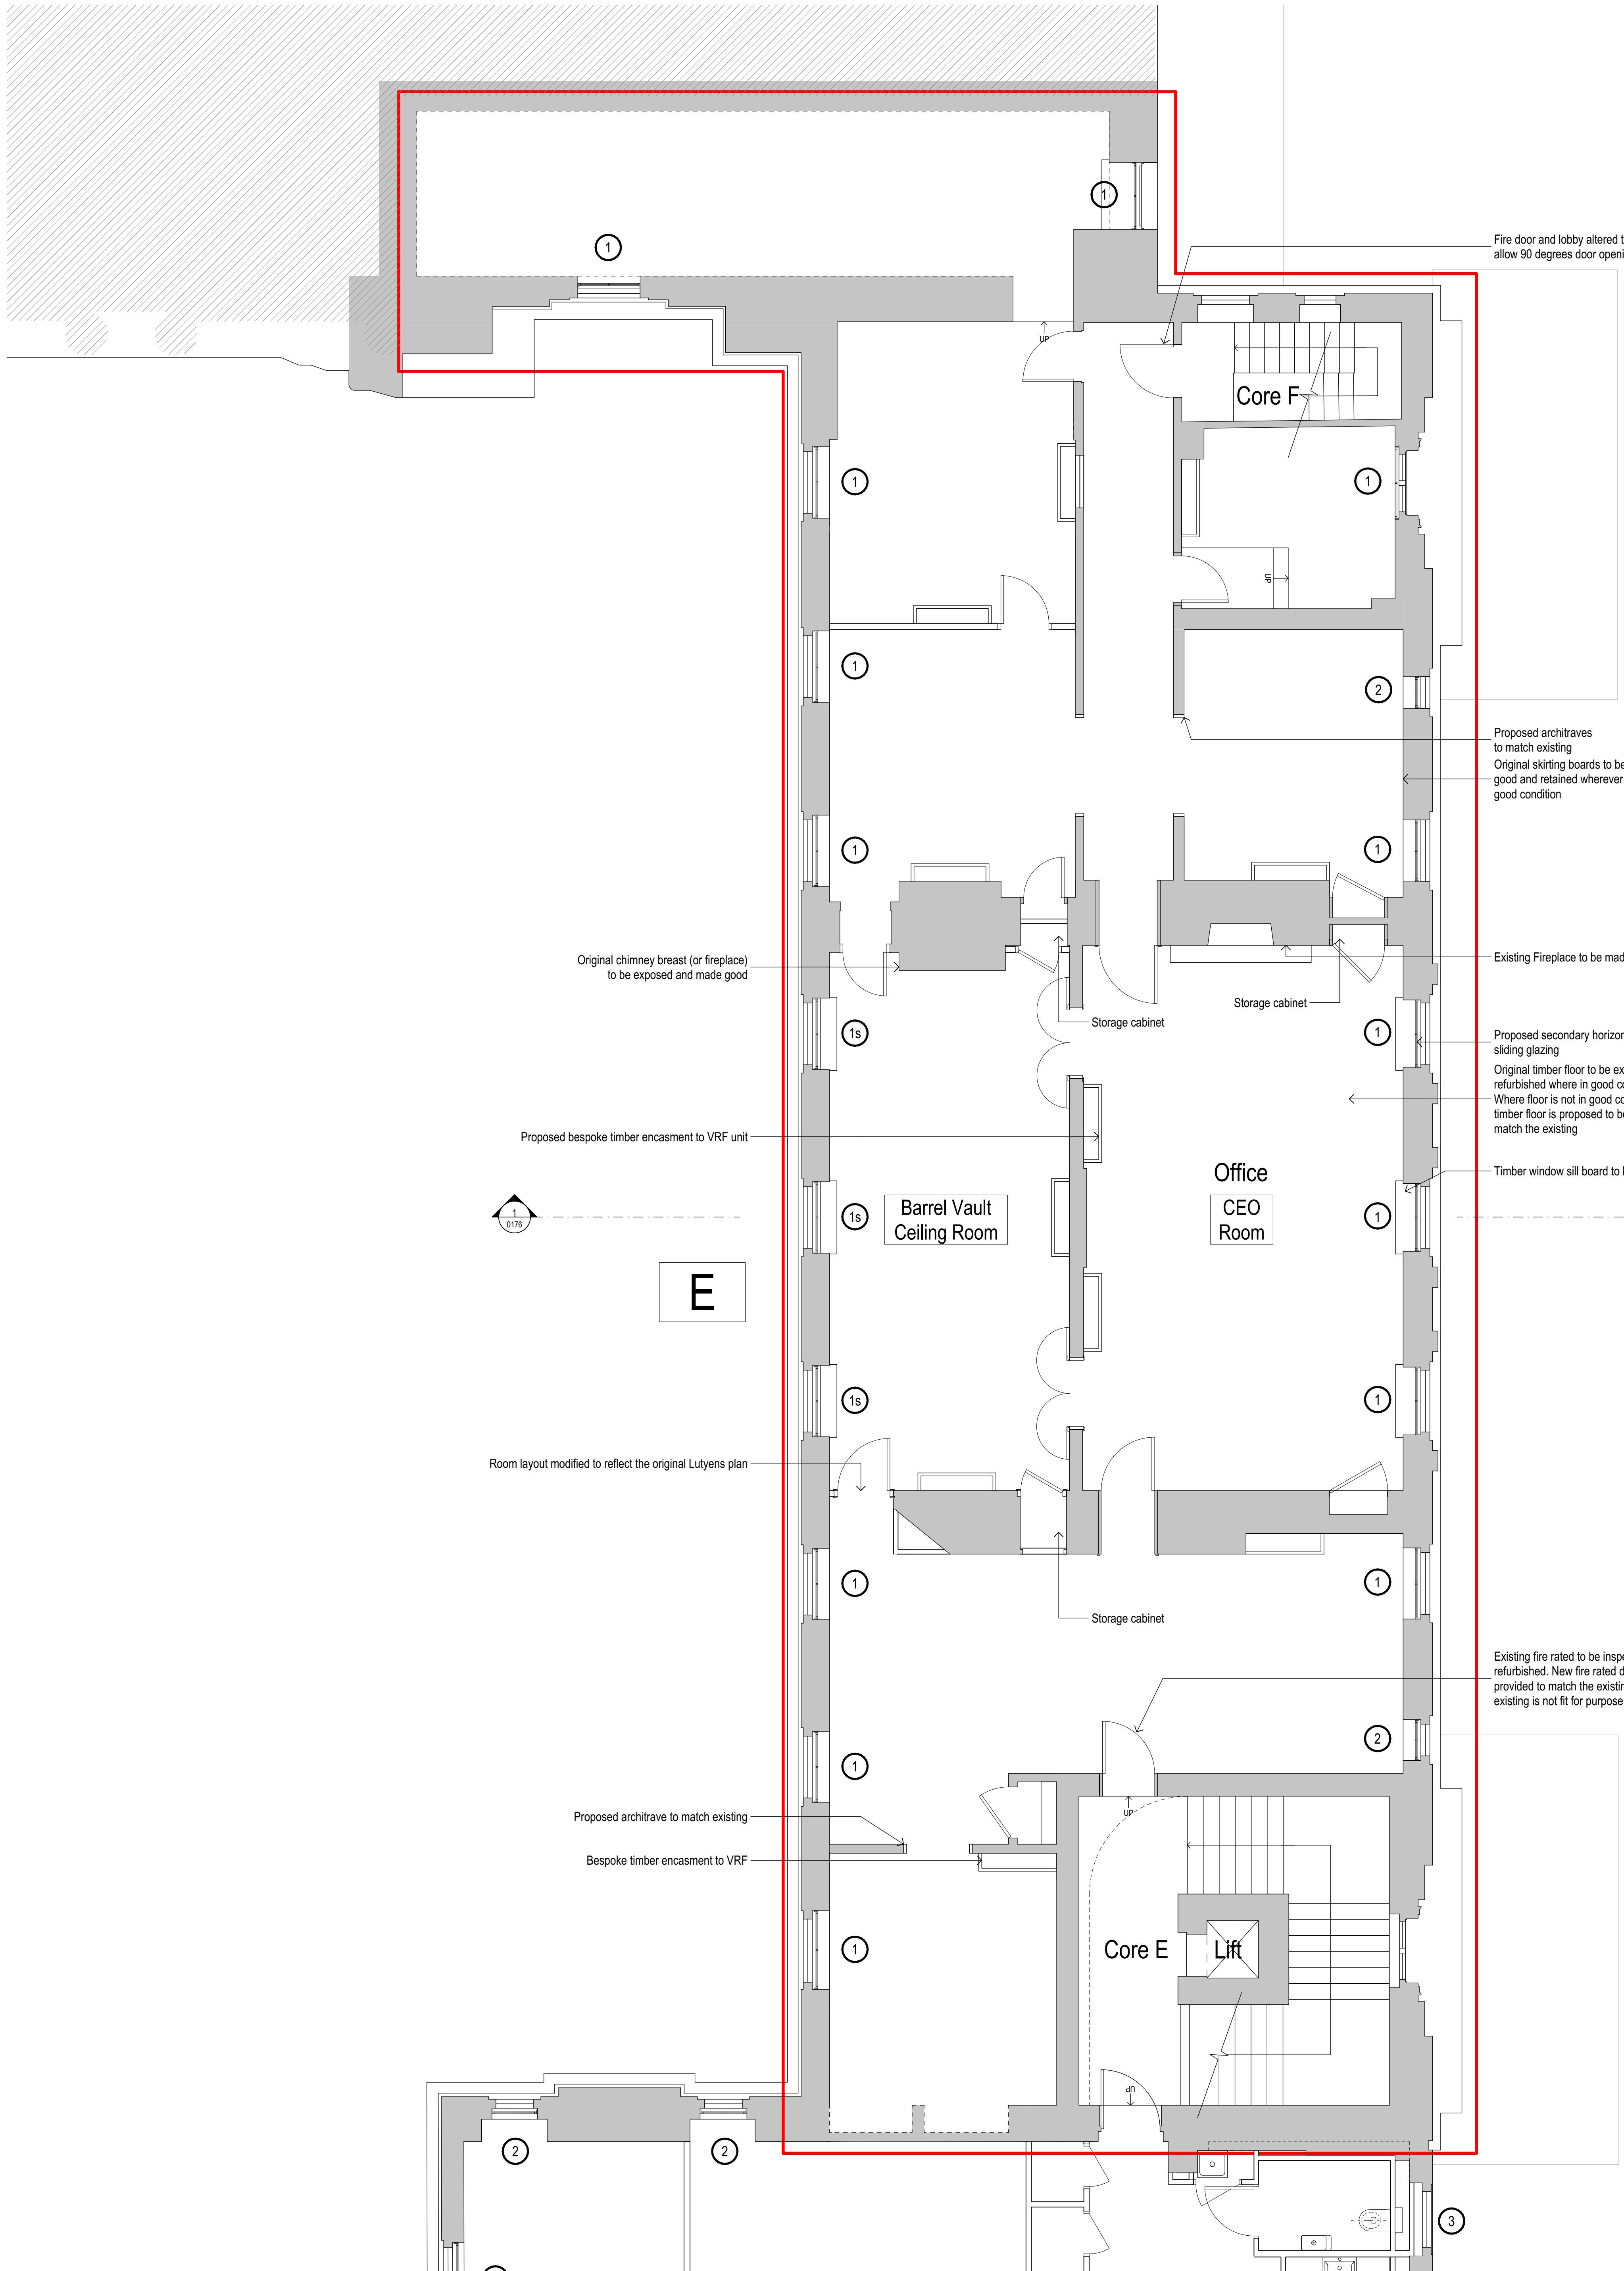 1
1
Fire door and lobby altered t
allow 90 degrees door openi
UP
Core F
1
1
UP
1
2
Proposed architraves
to match existing
Original skirting boards to be
good and retained wherever
good condition
1
1
Original chimney breast (or fireplace)
to be exposed and made good
Existing Fireplace to be mad
Storage cabinet
Storage cabinet
1s
1
Proposed secondary horizon
sliding glazing
Original timber floor to be ex
refurbished where in good co
Where floor is not in good co
timber floor is proposed to be
match the existing
Proposed bespoke timber encasment to VRF unit
Office
Timber window sill board to
1
0176
1s
Barrel Vault
Ceiling Room
CEO
Room
1
E
1s
1
Room layout modified to reflect the original Lutyens plan
1
1
Storage cabinet
Existing fire rated to be inspe
refurbished. New fire rated d
provided to match the existin
existing is not fit for purpose
1
2
UP
Proposed architrave to match existing
Bespoke timber encasment to VRF
1
Core E
Lift
UP
2
2
3